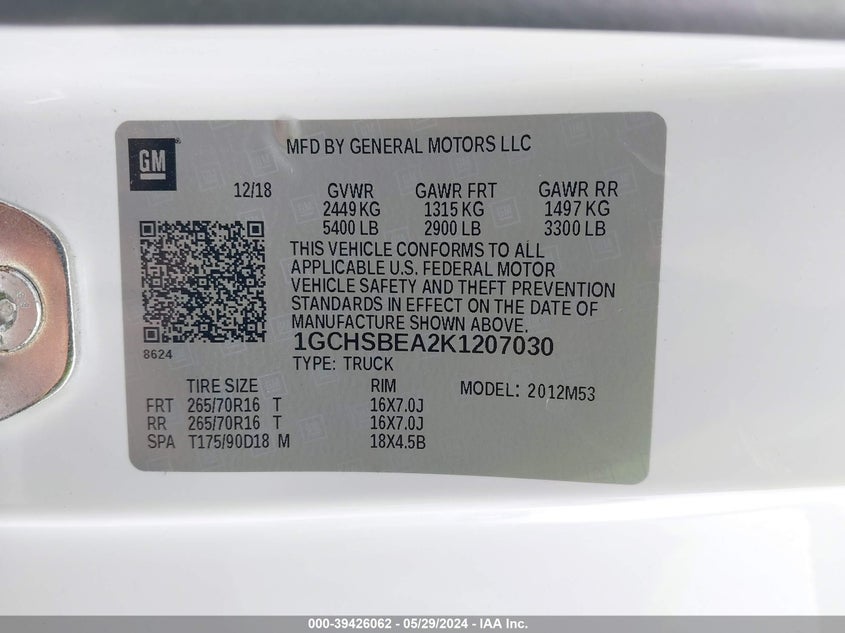 GM
MFD BY GENERAL MOTORS LLC
12/18 GVWR GAWR FRT GAWR RR
2449 KG 1315 KG 1497 KG
5400 LB 2900 LB 3300 LB
THIS VEHICLE CONFORMS TO ALL
APPLICABLE U.S. FEDERAL MOTOR
VEHICLE SAFETY AND THEFT PREVENTION
STANDARDS IN EFFECT ON THE DATE OF
MANUFACTURE SHOWN ABOVE.
8624
1GCHSBEA2K1207030
TYPE: TRUCK
TIRE SIZE RIM MODEL: 2012M53
FRT 265/70R16 T 16X7.0J
RR 265/70R16 T 16X7.0J
SPA T175/90D18 M 18X4.5B
000-39426062 - 05/29/2024 - IAAI.com